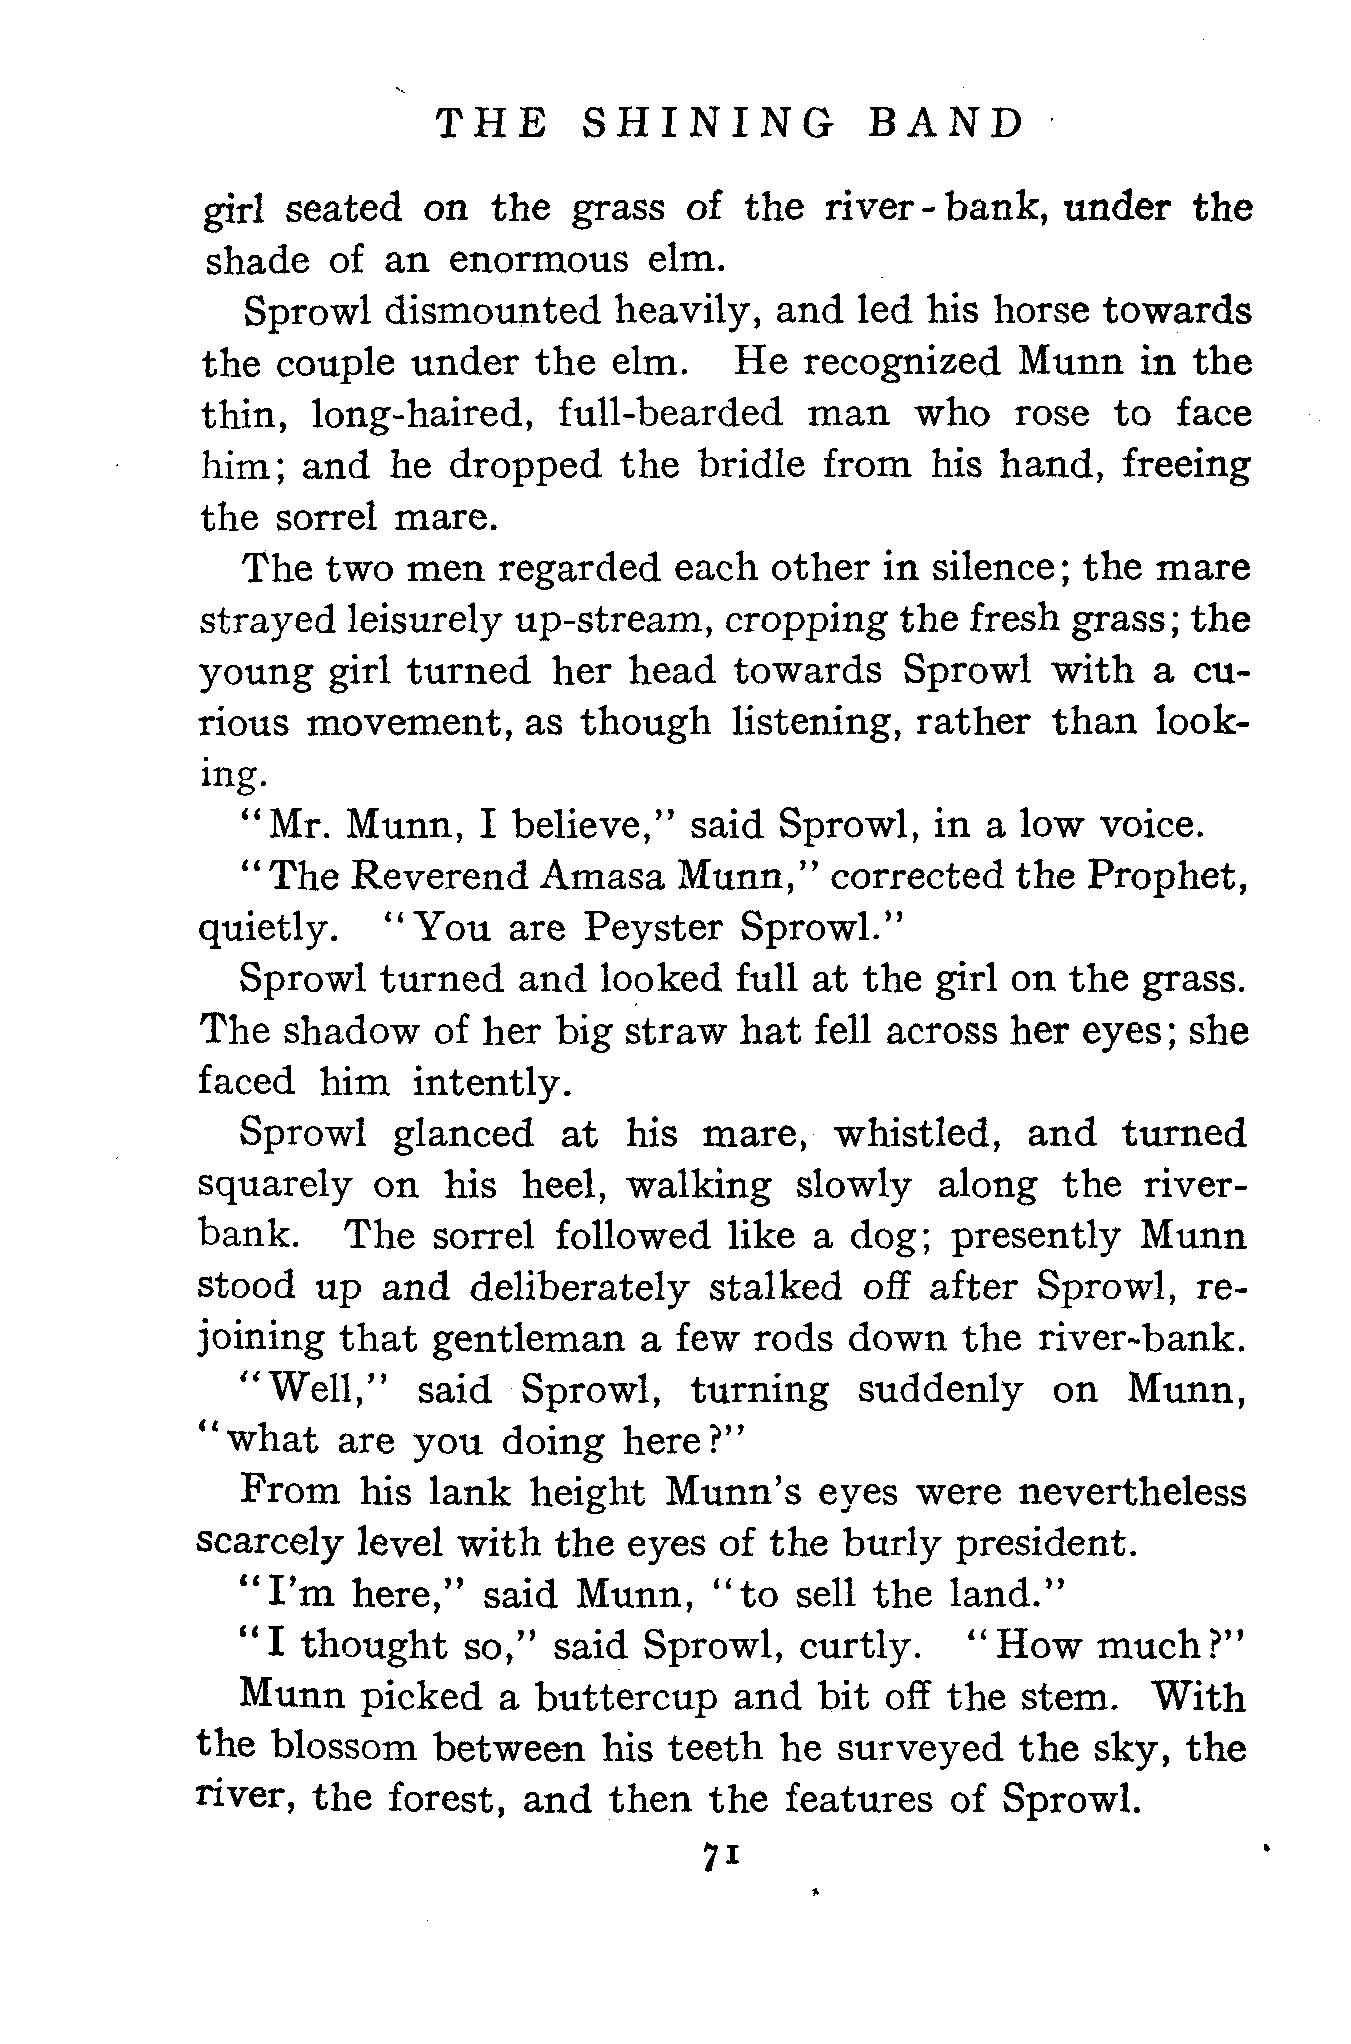 THE SHINING BAND
girl seated on the grass of the river-bank, under the
shade of an enormous elm.
Sprowl dismounted heavily, and led his horse towards
the couple under the elm. He recognized Munn in the
thin, long-haired, full-bearded man who rose to face
him; and he dropped the bridle from his hand, freeing
the sorrel mare.
The two men regarded each other in silence; the mare
strayed leisurely up-stream, cropping the fresh grass; the
young girl turned her head towards Sprowl with a cu-
rious movement, as though listening, rather than look-
ing.
"Mr. Munn, I believe," said Sprowl, in a low voice.
"The Reverend Amasa Munn," corrected the Prophet,
quietly. "You are Peyster Sprowl."
Sprowl turned and looked full at the girl on the grass.
The shadow of her big straw hat fell across her eyes; she
faced him intently.
Sprowl glanced at his mare, whistled, and turned
squarely on his heel, walking slowly along the river-
bank. The sorrel followed like a dog; presently Munn
stood up and deliberately stalked off after Sprowl, re-
joining that gentleman a few rods down the river-bank.
"Well," said Sprowl, turning suddenly on Munn,
"what are you doing here?"
From his lank height Munn's eyes were nevertheless
scarcely level with the eyes of the burly president.
"I'm here," said Munn, "to sell the land."
"I thought so," said Sprowl, curtly. "How much?"
Munn picked a buttercup and bit off the stem. With
the blossom between his teeth he surveyed the sky, the
river, the forest, and then the features of Sprowl.
71